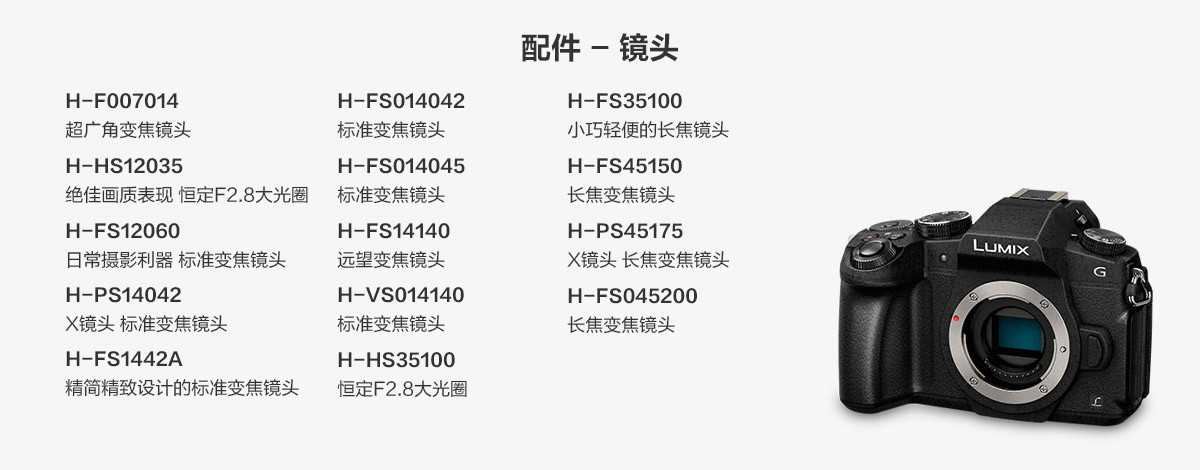 配件 - 镜头
H-F007014
超广角变焦镜头
H-HS12035
绝佳画质表现 恒定F2.8大光圈
H-FS12060
日常摄影利器 标准变焦镜头
H-PS14042
X镜头 标准变焦镜头
H-FS1442A
精简精致设计的标准变焦镜头
H-FS014042
标准变焦镜头
H-FS014045
标准变焦镜头
H-FS14140
远望变焦镜头
H-VS014140
标准变焦镜头
H-HS35100
恒定F2.8大光圈
H-FS35100
小巧轻便的长焦镜头
H-FS45150
长焦变焦镜头
H-PS45175
X镜头 长焦变焦镜头
H-FS045200
长焦变焦镜头
LUMIX
G